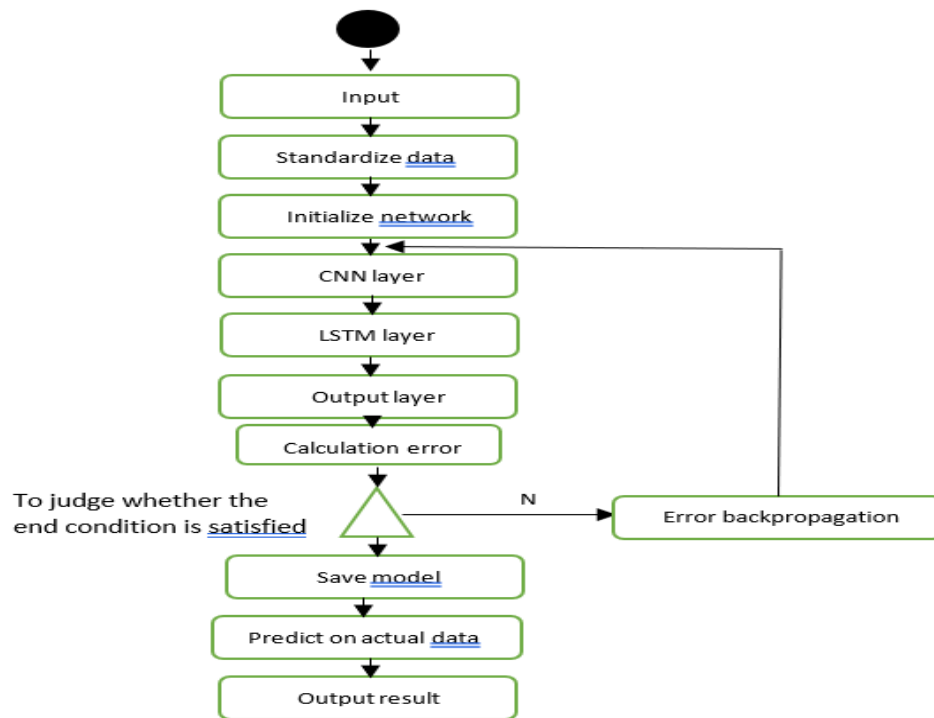 Input
Standardize data
Initialize network
CNN layer
LSTM layer
Output layer
Calculation error
To judge whether the
end condition is satisfied
N
Error backpropagation
Save model
Predict on actual data
Output result